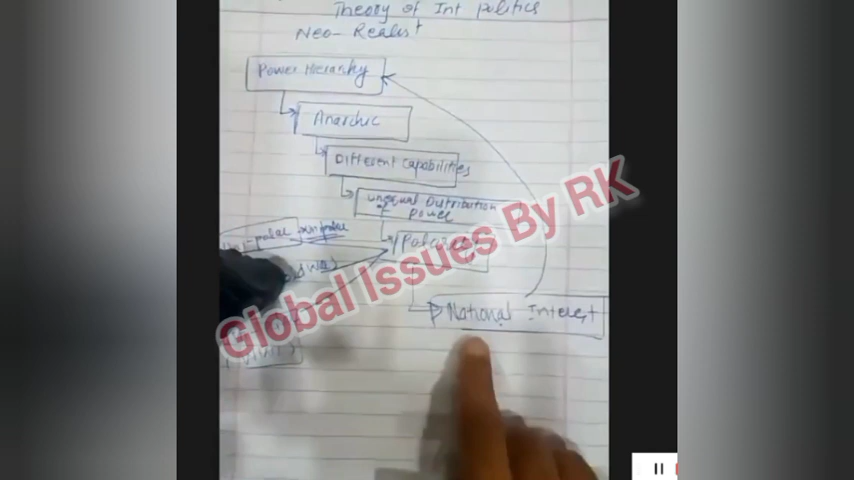 Theory of Int politics
Neo-Realist
Power Hierarchy
Anarchic
Different Capabilities
Unequal Distribution
of power
National Interest
Global Issues By RK